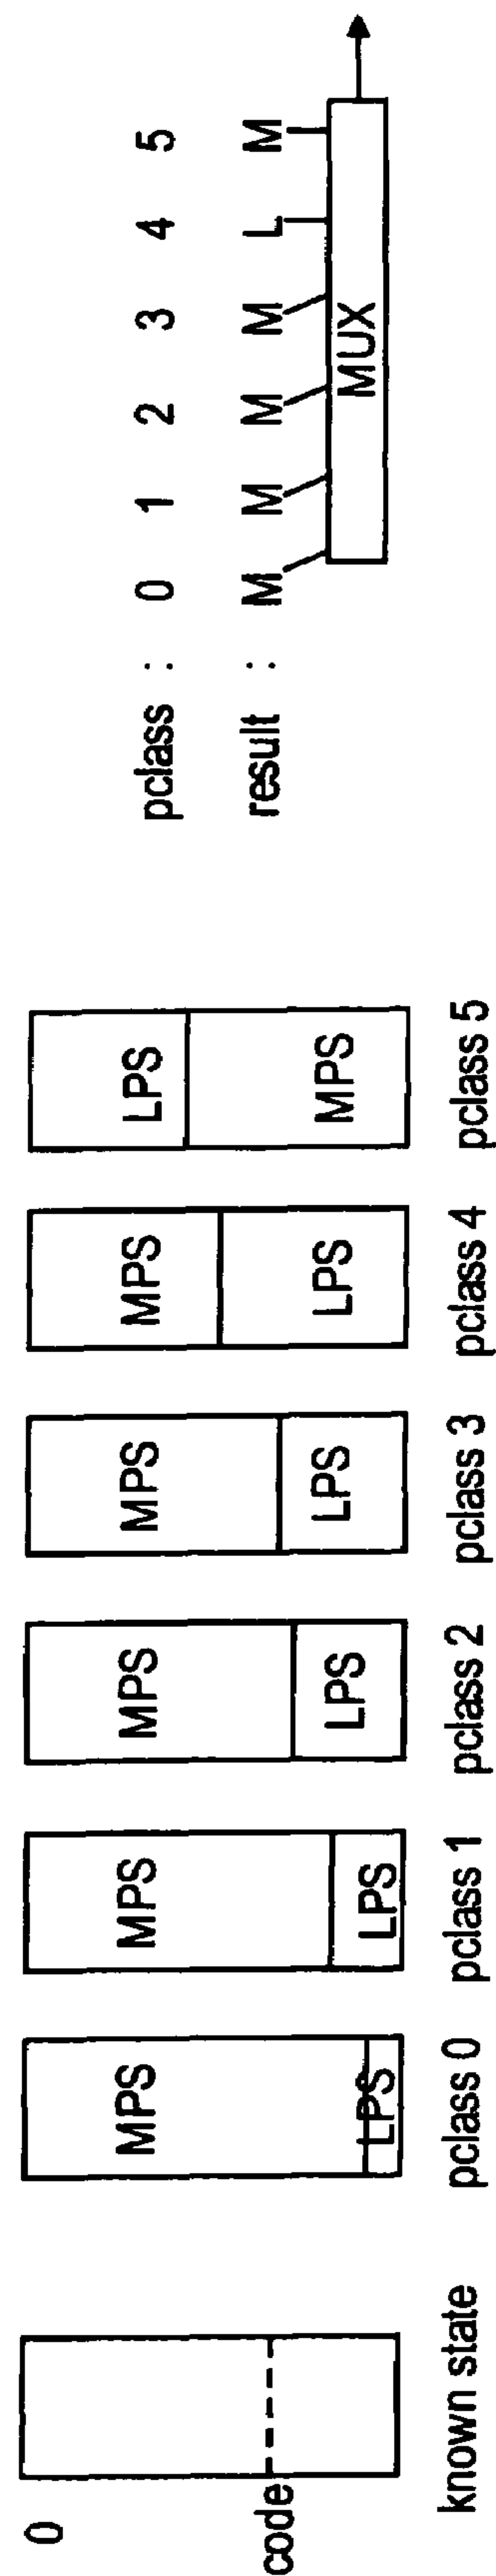 0
code
known state
MPS
LPS
pclass 0
MPS
LPS
pclass 1
MPS
LPS
pclass 2
MPS
LPS
pclass 3
MPS
LPS
pclass 4
LPS
MPS
pclass 5
pclass : 0 1 2 3 4 5
result : M M M M L M
MUX